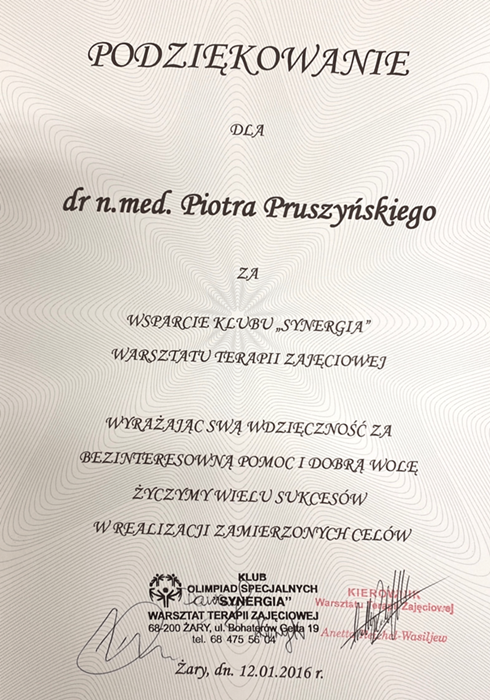 PODZIĘKOWANIE
DLA
dr n.med. Piotra Pruszyńskiego
ZA
WSPARCIE KLUBU „SYNERGIA”
WARSZTATU TERAPII ZAJĘCIOWEJ
WYRAŻAJĄC SWĄ WDZIĘCZNOŚĆ ZA
BEZINTERESOWNĄ POMOC I DOBRĄ WOLĘ
ŻYCZYMY WIELU SUKCESÓW
W REALIZACJI ZAMIERZONYCH CELÓW
KLUB
OLIMPIAD SPECJALNYCH
"SYNERGIA"
WARSZTAT TERAPII ZAJĘCIOWEJ
68-200 ŻARY, ul. Bohaterów Getta 19
tel. 68 475 56 04
KIEROWNIK
Warsztatu Terapii Zajęciowej
Żary, dn. 12.01.2016 r.